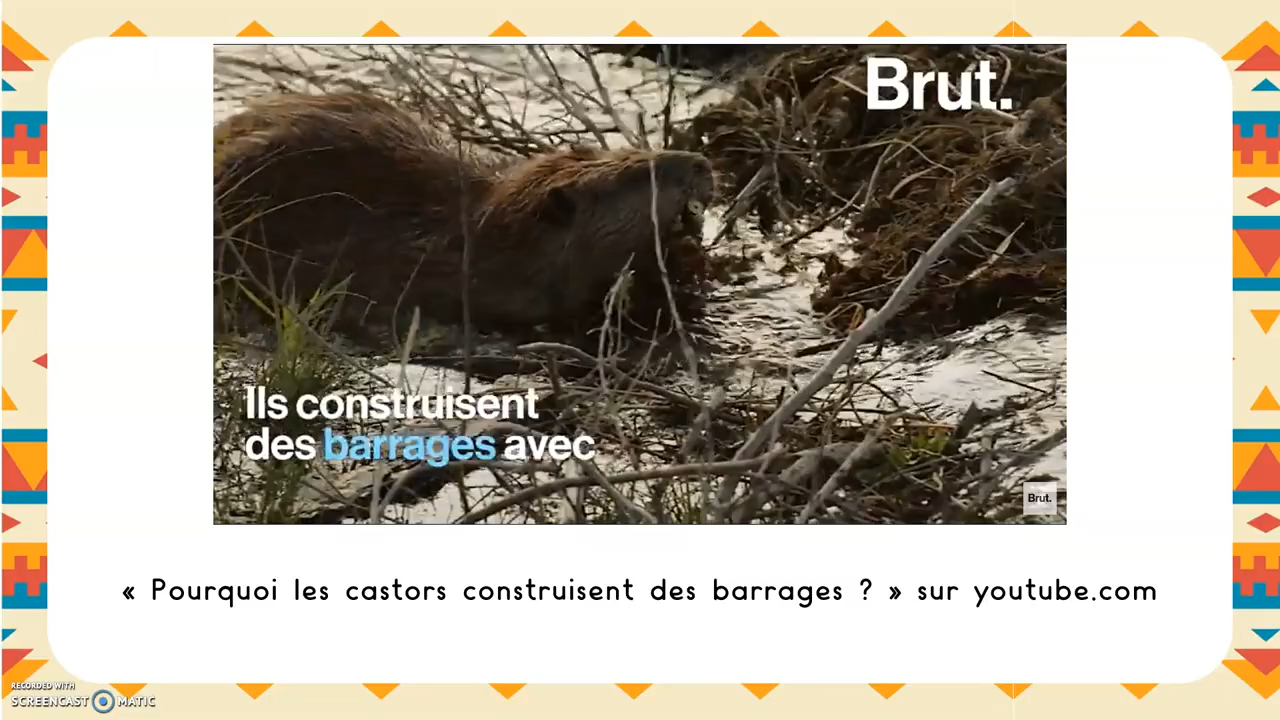 Brut.
Ils construisent
des barrages avec
Brut.
« Pourquoi les castors construisent des barrages ? » sur youtube.com
RECORDED WITH
SCREENCAST MATIC